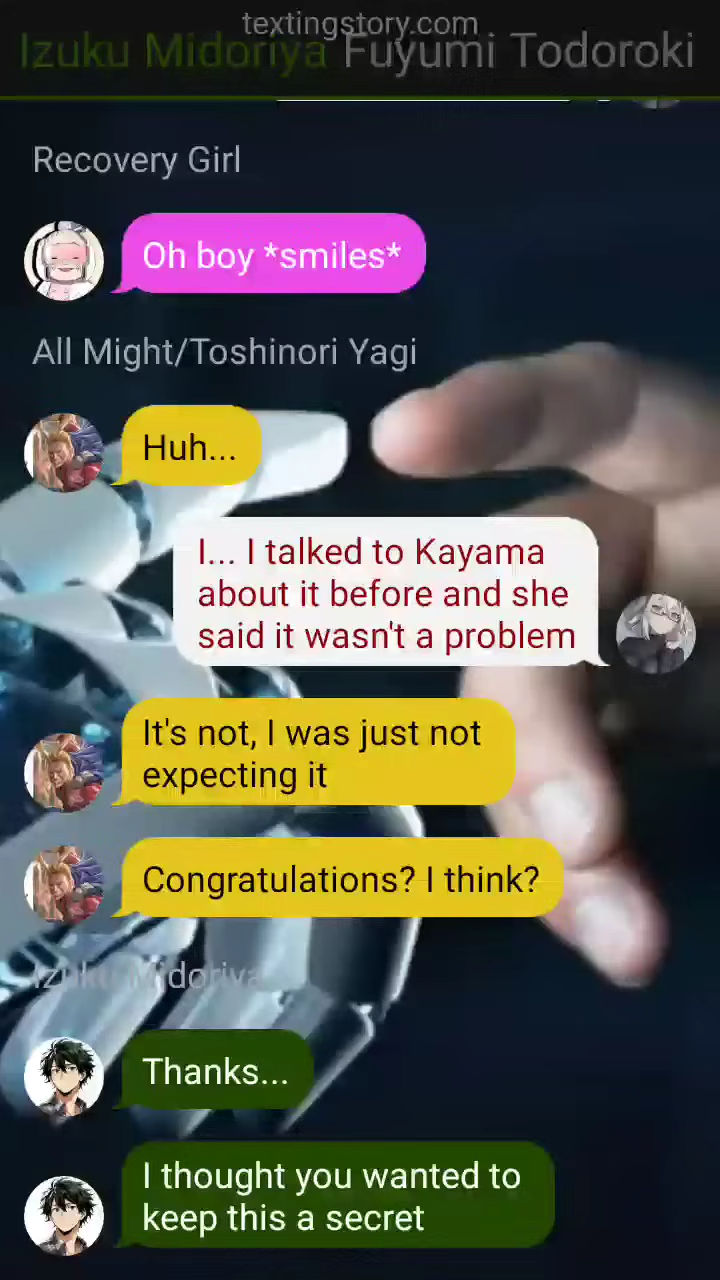 textingstory.com
Izuku Midoriya Fuyumi Todoroki
Recovery Girl
Oh boy *smiles*
All Might/Toshinori Yagi
Huh...
I... I talked to Kayama
about it before and she
said it wasn't a problem
It's not, I was just not
expecting it
Congratulations? I think?
Izuku Midoriya
Thanks...
I thought you wanted to
keep this a secret